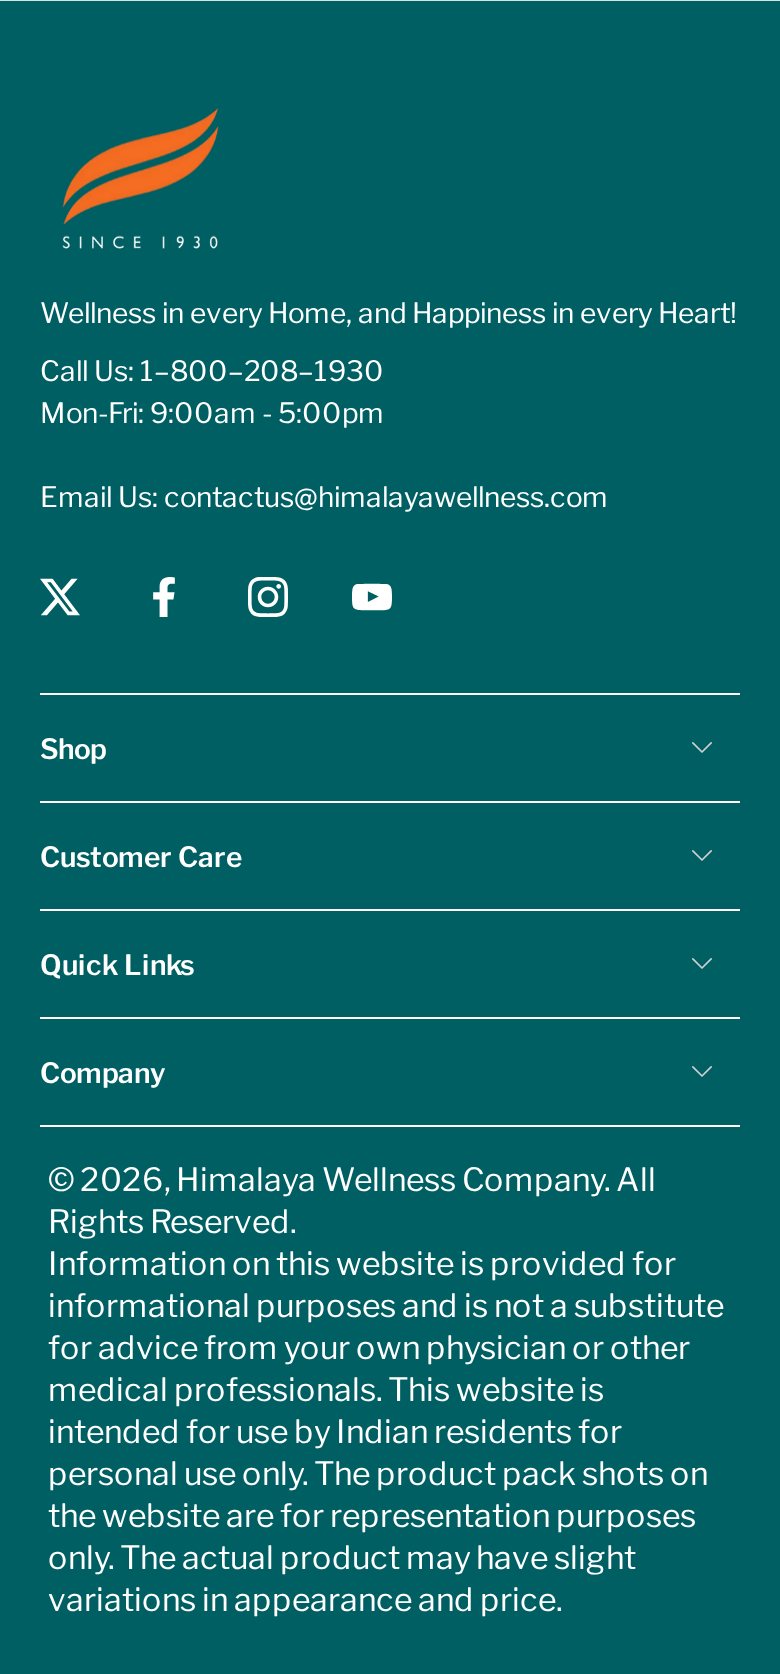 SINCE 1930
Wellness in every Home, and Happiness in every Heart!
Call Us: 1–800–208–1930
Mon-Fri: 9:00am - 5:00pm
Email Us: contactus@himalayawellness.com
Shop
Customer Care
Quick Links
Company
© 2026, Himalaya Wellness Company. All
Rights Reserved.
Information on this website is provided for
informational purposes and is not a substitute
for advice from your own physician or other
medical professionals. This website is
intended for use by Indian residents for
personal use only. The product pack shots on
the website are for representation purposes
only. The actual product may have slight
variations in appearance and price.